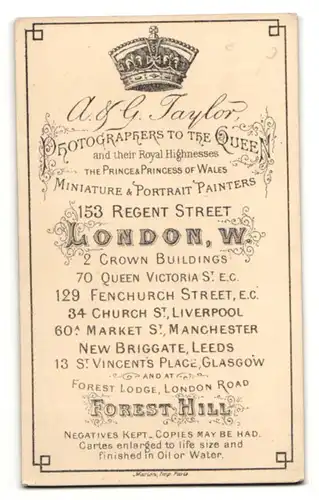 A. & G. Taylor,
Photographers to the Queen
and their Royal Highnesses
the Prince & Princess of Wales
Miniature & Portrait Painters
153 Regent Street
London, W.
2 Crown Buildings
70 Queen Victoria St. E.C.
129 Fenchurch Street, E.C.
34 Church St, Liverpool
60A Market St, Manchester
New Briggate, Leeds
13 St Vincent's Place, Glasgow
and at
Forest Lodge, London Road
Forest Hill
Negatives Kept, Copies may be had.
Cartes enlarged to life size and
finished in Oil or Water.
Marion, Imp. Paris